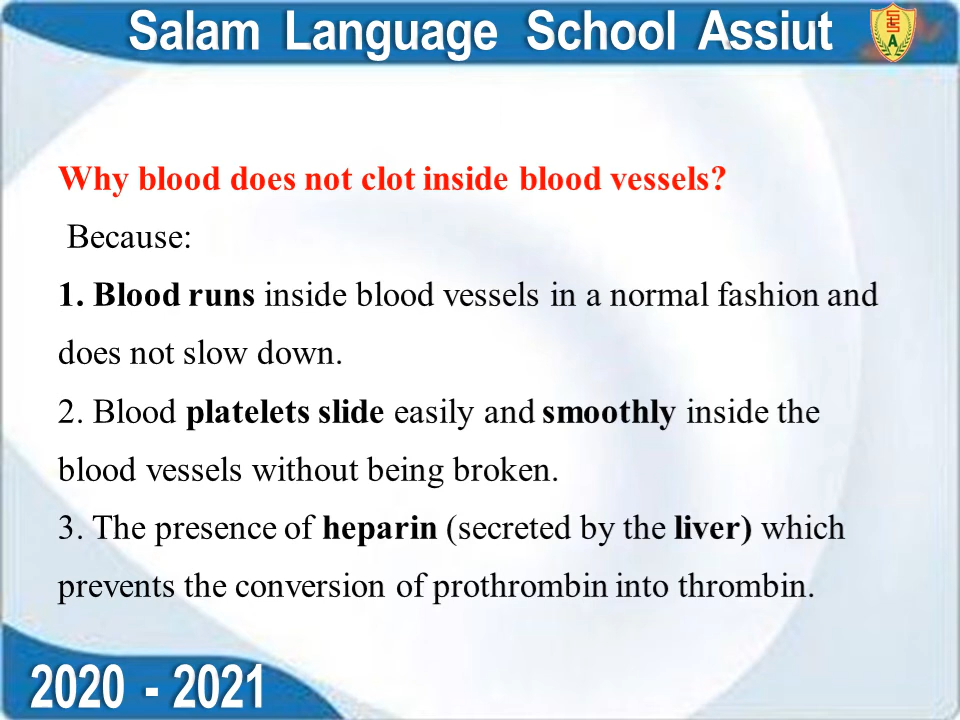 Salam Language School Assiut
A
Why blood does not clot inside blood vessels?
Because:
1. Blood runs inside blood vessels in a normal fashion and
does not slow down.
2. Blood platelets slide easily and smoothly inside the
blood vessels without being broken.
3. The presence of heparin (secreted by the liver) which
prevents the conversion of prothrombin into thrombin.
2020 - 2021